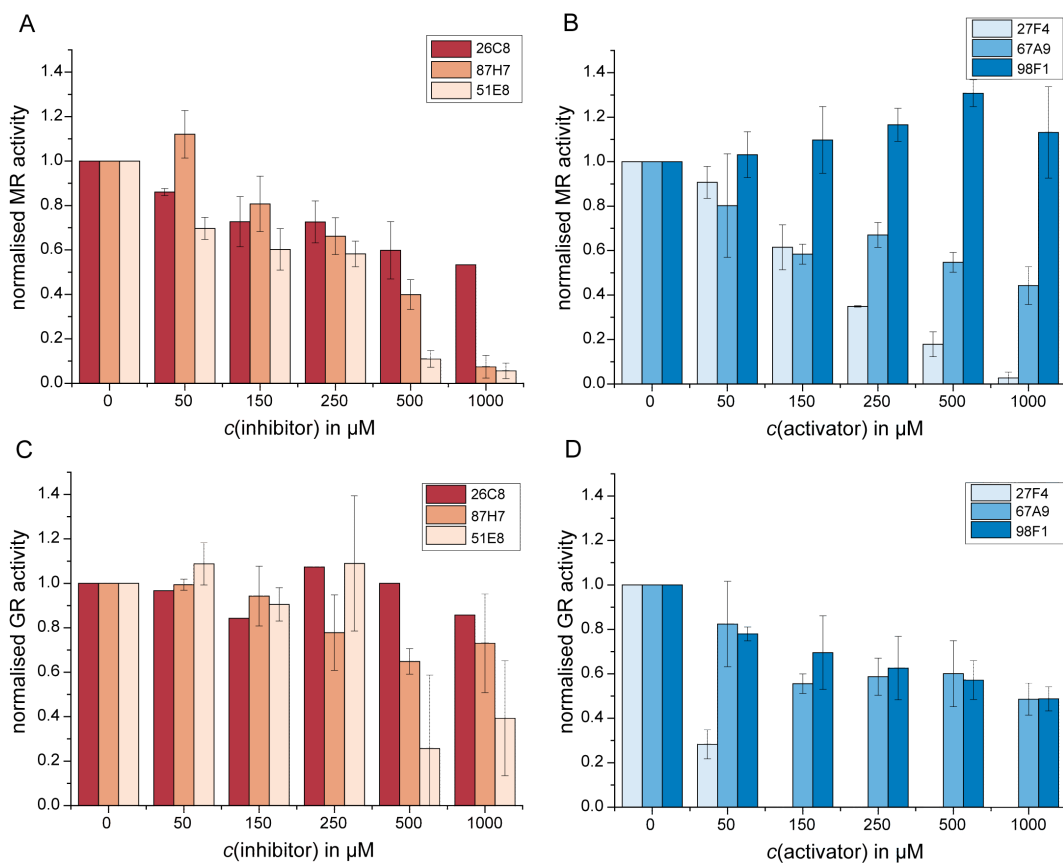 A
26C8
87H7
51E8
normalised MR activity
1.4
1.2
1.0
0.8
0.6
0.4
0.2
0.0
0 50 150 250 500 1000
c(inhibitor) in µM
B
27F4
67A9
98F1
normalised MR activity
1.4
1.2
1.0
0.8
0.6
0.4
0.2
0.0
0 50 150 250 500 1000
c(activator) in µM
C
26C8
87H7
51E8
normalised GR activity
1.4
1.2
1.0
0.8
0.6
0.4
0.2
0.0
0 50 150 250 500 1000
c(inhibitor) in µM
D
27F4
67A9
98F1
normalised GR activity
1.4
1.2
1.0
0.8
0.6
0.4
0.2
0.0
0 50 150 250 500 1000
c(activator) in µM